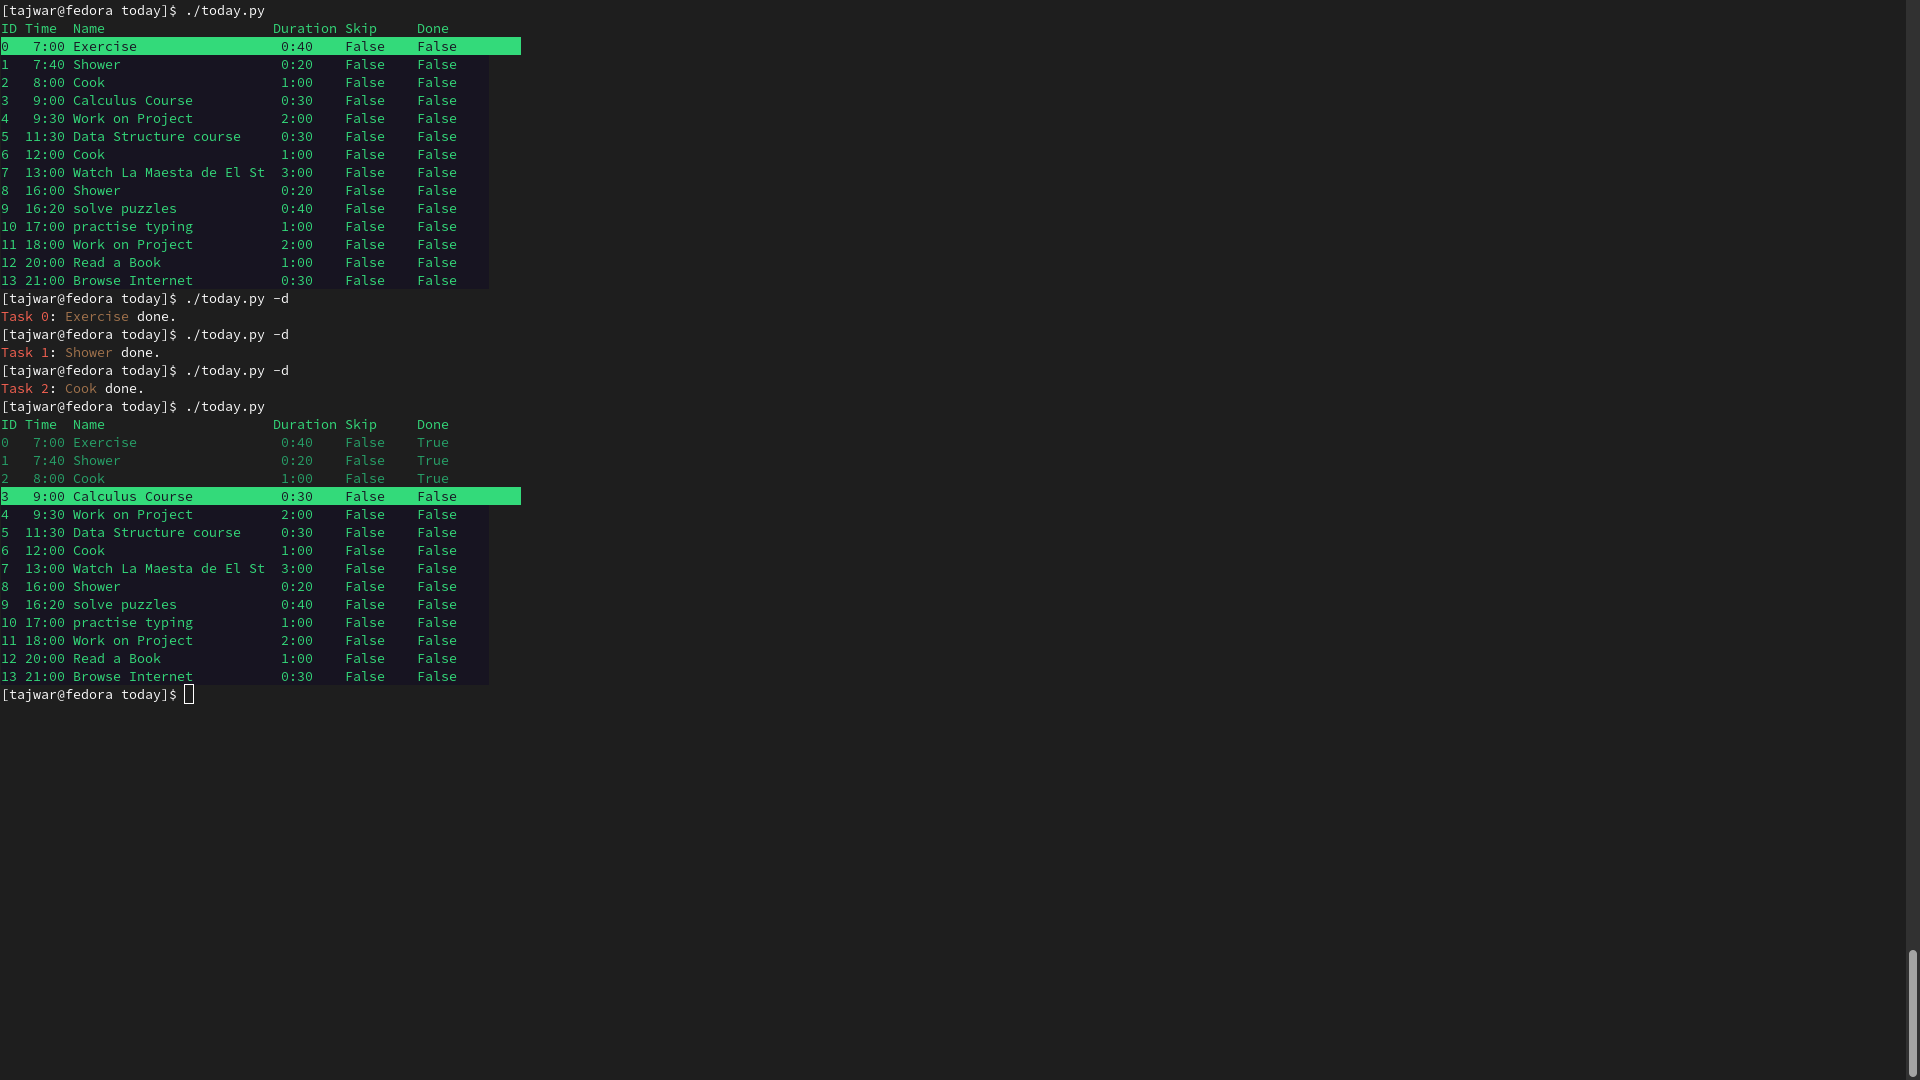 [tajwar@fedora today]$ ./today.py
ID Time  Name                     Duration Skip     Done
0   7:00 Exercise                  0:40    False    False
1   7:40 Shower                    0:20    False    False
2   8:00 Cook                      1:00    False    False
3   9:00 Calculus Course           0:30    False    False
4   9:30 Work on Project           2:00    False    False
5  11:30 Data Structure course     0:30    False    False
6  12:00 Cook                      1:00    False    False
7  13:00 Watch La Maesta de El St  3:00    False    False
8  16:00 Shower                    0:20    False    False
9  16:20 solve puzzles             0:40    False    False
10 17:00 practise typing           1:00    False    False
11 18:00 Work on Project           2:00    False    False
12 20:00 Read a Book               1:00    False    False
13 21:00 Browse Internet           0:30    False    False
[tajwar@fedora today]$ ./today.py -d
Task 0: Exercise done.
[tajwar@fedora today]$ ./today.py -d
Task 1: Shower done.
[tajwar@fedora today]$ ./today.py -d
Task 2: Cook done.
[tajwar@fedora today]$ ./today.py
ID Time  Name                     Duration Skip     Done
0   7:00 Exercise                  0:40    False    True
1   7:40 Shower                    0:20    False    True
2   8:00 Cook                      1:00    False    True
3   9:00 Calculus Course           0:30    False    False
4   9:30 Work on Project           2:00    False    False
5  11:30 Data Structure course     0:30    False    False
6  12:00 Cook                      1:00    False    False
7  13:00 Watch La Maesta de El St  3:00    False    False
8  16:00 Shower                    0:20    False    False
9  16:20 solve puzzles             0:40    False    False
10 17:00 practise typing           1:00    False    False
11 18:00 Work on Project           2:00    False    False
12 20:00 Read a Book               1:00    False    False
13 21:00 Browse Internet           0:30    False    False
[tajwar@fedora today]$